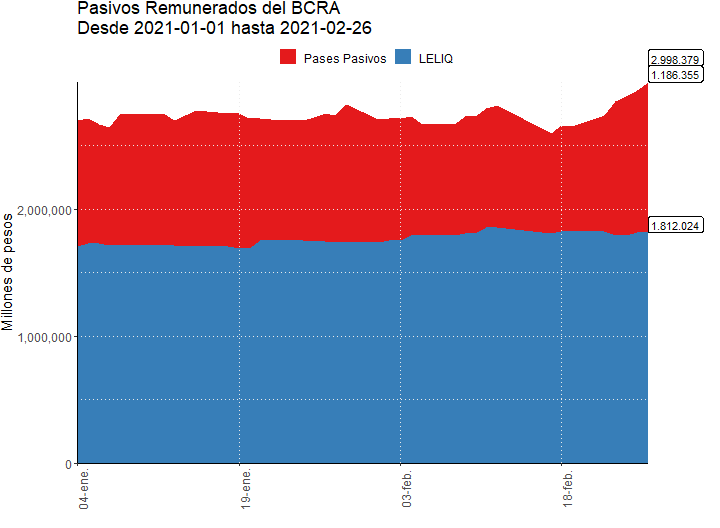 Pasivos Remunerados del BCRA
Desde 2021-01-01 hasta 2021-02-26
Pases Pasivos LELIQ
2.998.379
1.186.355
1.812.024
Millones de pesos
2,000,000
1,000,000
0
04-ene.
19-ene.
03-feb.
18-feb.